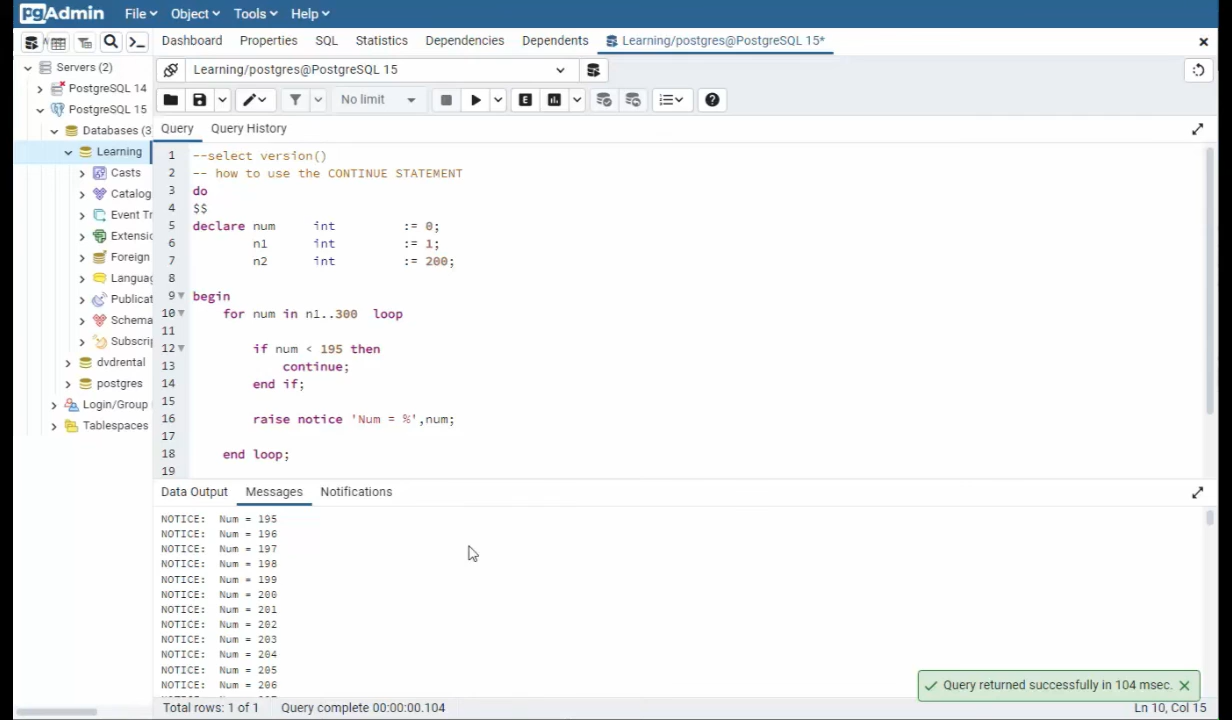 pgAdmin File Object Tools Help
Dashboard Properties SQL Statistics Dependencies Dependents Learning/postgres@PostgreSQL 15*
Servers (2)
PostgreSQL 14
PostgreSQL 15
Databases (3
Learning
Casts
Catalog
Event Tr
Extensio
Foreign
Languag
Publicat
Schema
Subscrip
dvdrental
postgres
Login/Group
Tablespaces
Learning/postgres@PostgreSQL 15
No limit
E
Query Query History
1 --select version()
2 -- how to use the CONTINUE STATEMENT
3 do
4 $$
5 declare num int := 0;
6 n1 int := 1;
7 n2 int := 200;
8
9 begin
10 for num in n1..300 loop
11
12 if num < 195 then
13 continue;
14 end if;
15
16 raise notice 'Num = %',num;
17
18 end loop;
19
Data Output Messages Notifications
NOTICE: Num = 195
NOTICE: Num = 196
NOTICE: Num = 197
NOTICE: Num = 198
NOTICE: Num = 199
NOTICE: Num = 200
NOTICE: Num = 201
NOTICE: Num = 202
NOTICE: Num = 203
NOTICE: Num = 204
NOTICE: Num = 205
NOTICE: Num = 206
Query returned successfully in 104 msec.
Total rows: 1 of 1 Query complete 00:00:00.104 Ln 10, Col 15